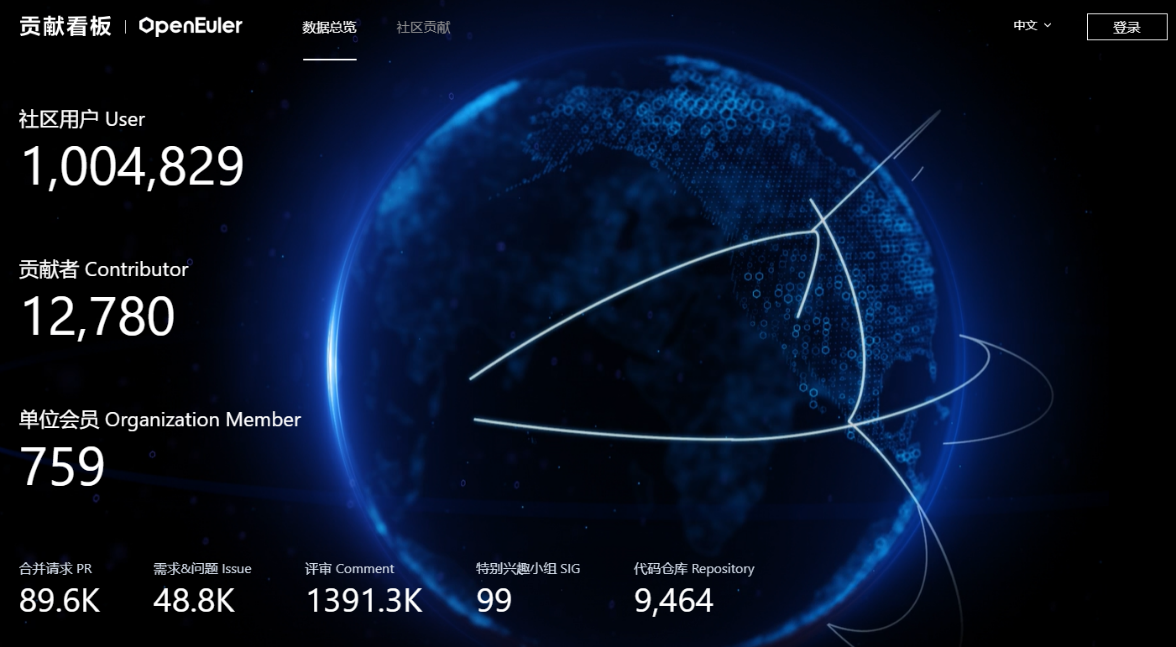 贡献看板 | OpenEuler 数据总览 社区贡献 中文 登录
社区用户 User
1,004,829
贡献者 Contributor
12,780
单位会员 Organization Member
759
合并请求 PR 需求&问题 Issue 评审 Comment 特别兴趣小组 SIG 代码仓库 Repository
89.6K 48.8K 1391.3K 99 9,464